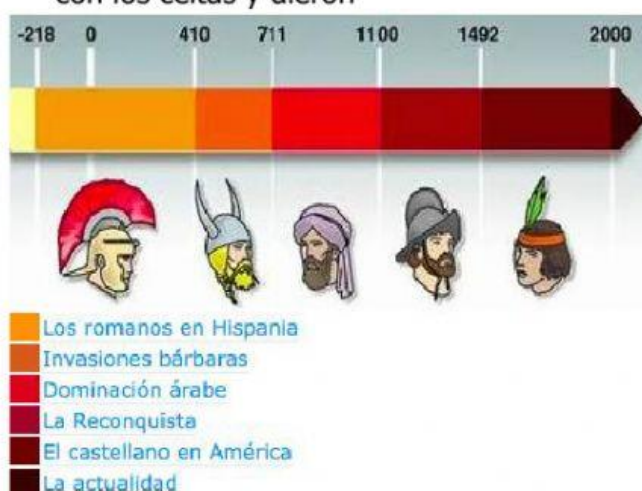 con los celtas y dieron
-218 0 410 711 1100 1492 2000
Los romanos en Hispania
Invasiones bárbaras
Dominación árabe
La Reconquista
El castellano en América
La actualidad